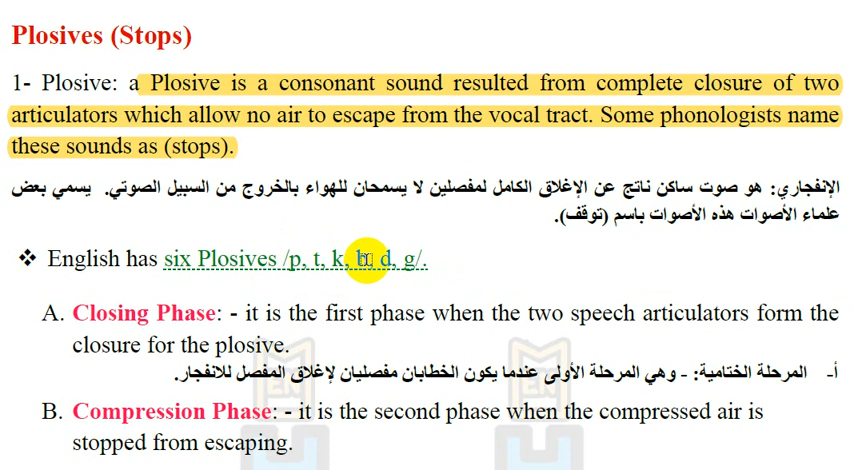 Plosives (Stops)
1- Plosive: a Plosive is a consonant sound resulted from complete closure of two
articulators which allow no air to escape from the vocal tract. Some phonologists name
these sounds as (stops).
الإنفجاري: هو صوت ساكن ناتج عن الإغلاق الكامل لمفصلين لا يسمحان للهواء بالخروج من السبيل الصوتي. يسمي بعض
علماء الأصوات هذه الأصوات باسم (توقف).
❖ English has six Plosives /p, t, k, b, d, g/.
A. Closing Phase: - it is the first phase when the two speech articulators form the
closure for the plosive.
أ- المرحلة الختامية: - وهي المرحلة الأولى عندما يكون الخطابان مفصليان لإغلاق المفصل للانفجار.
B. Compression Phase: - it is the second phase when the compressed air is
stopped from escaping.